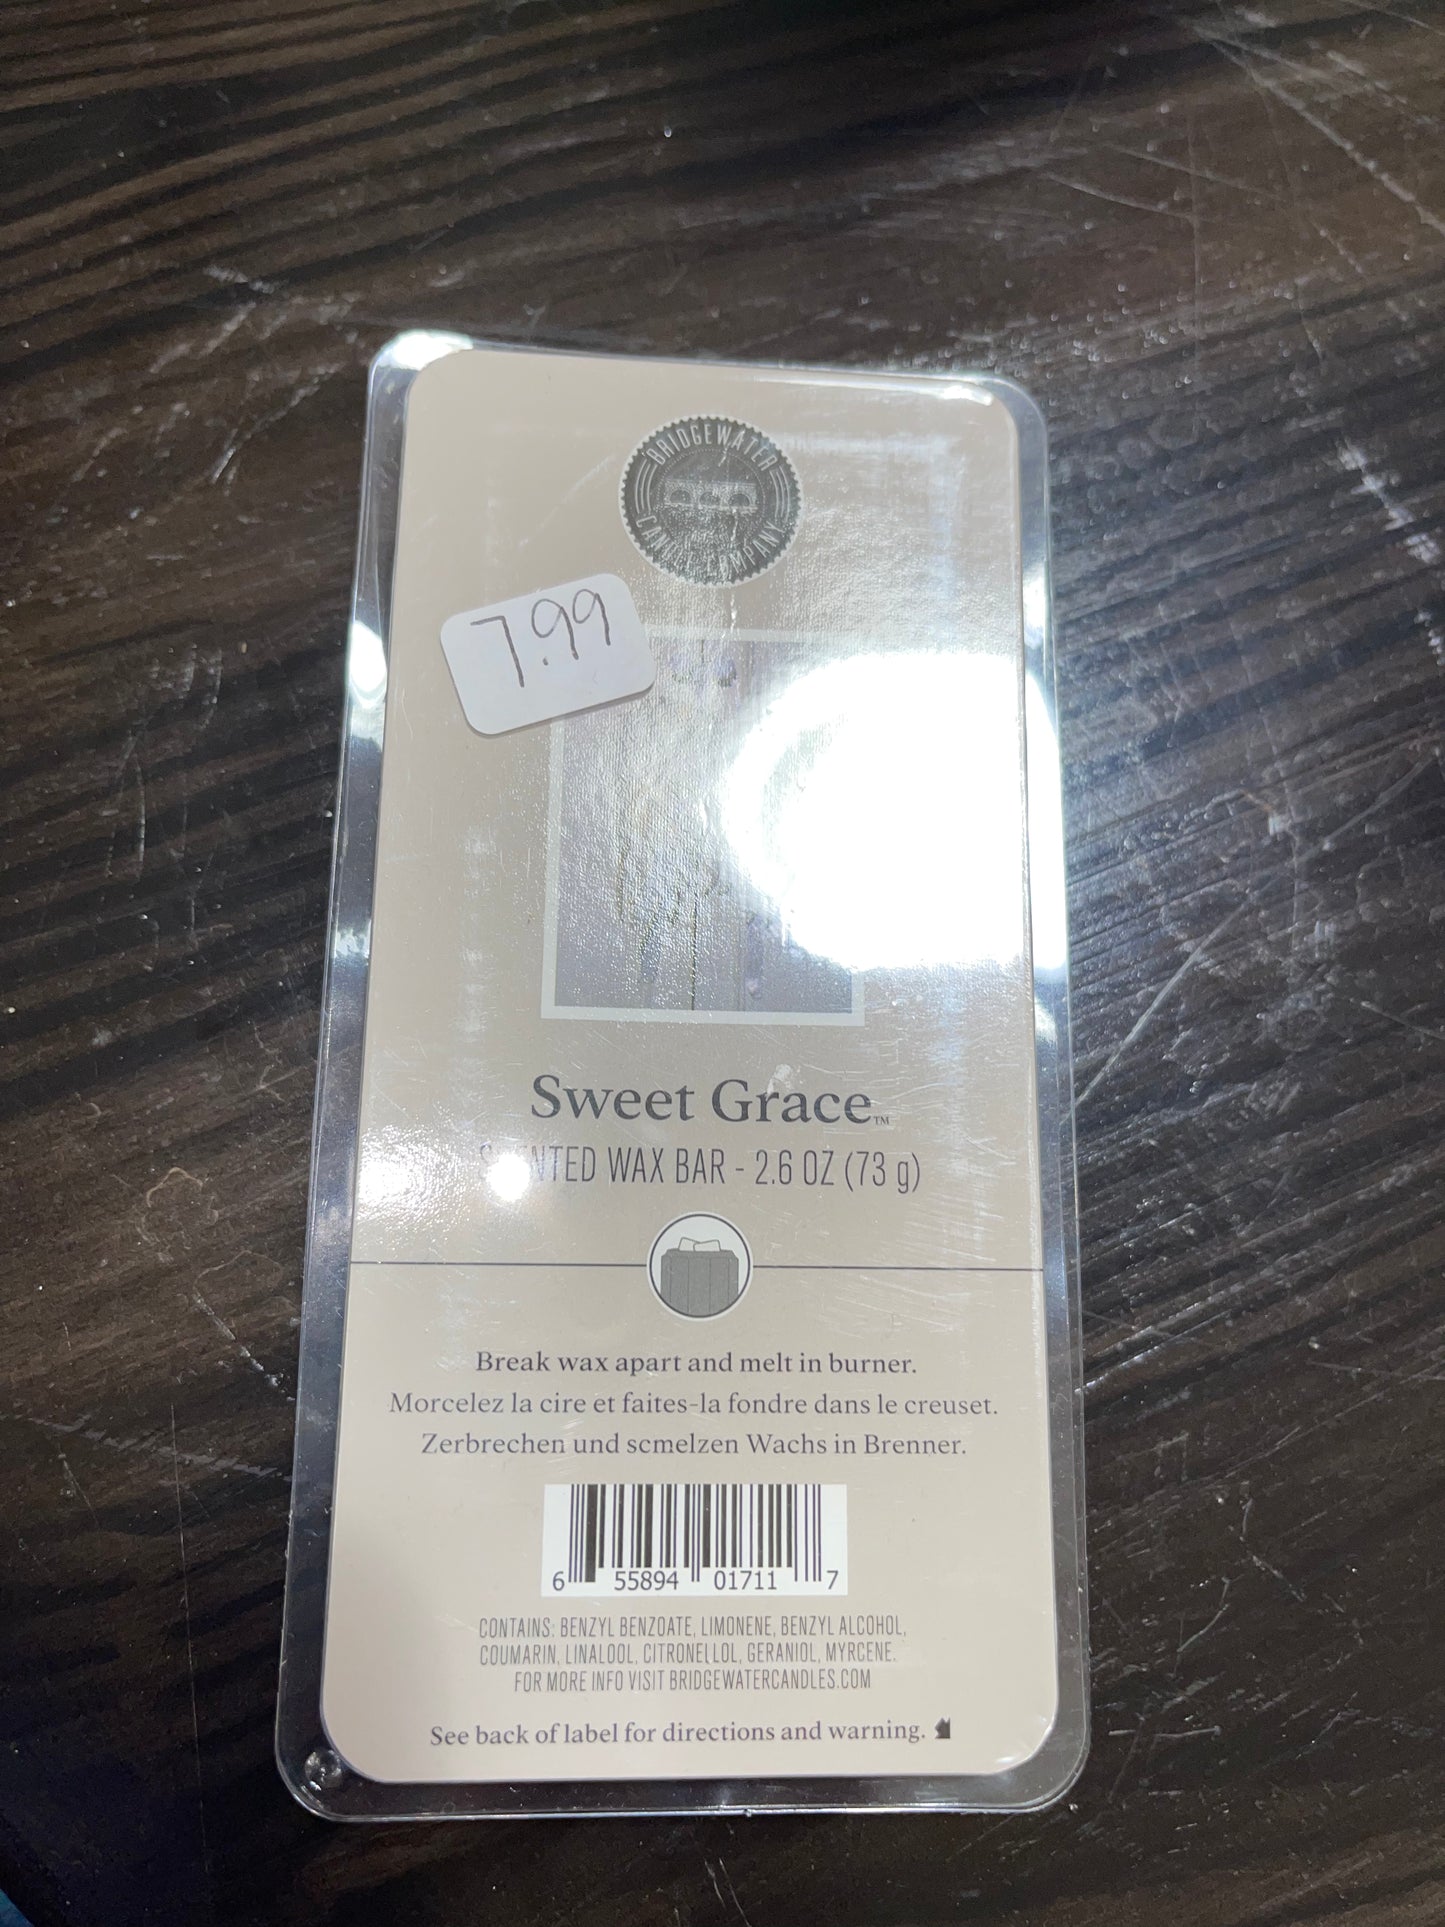 BRIDGEWATER
CANDLE COMPANY
7.99
Sweet Grace™
SCENTED WAX BAR - 2.6 OZ (73 g)
Break wax apart and melt in burner.
Morcelez la cire et faites-la fondre dans le creuset.
Zerbrechen und scmelzen Wachs in Brenner.
6 55894 01711 7
CONTAINS: BENZYL BENZOATE, LIMONENE, BENZYL ALCOHOL,
COUMARIN, LINALOOL, CITRONELLOL, GERANIOL, MYRCENE.
FOR MORE INFO VISIT BRIDGEWATERCANDLES.COM
See back of label for directions and warning.